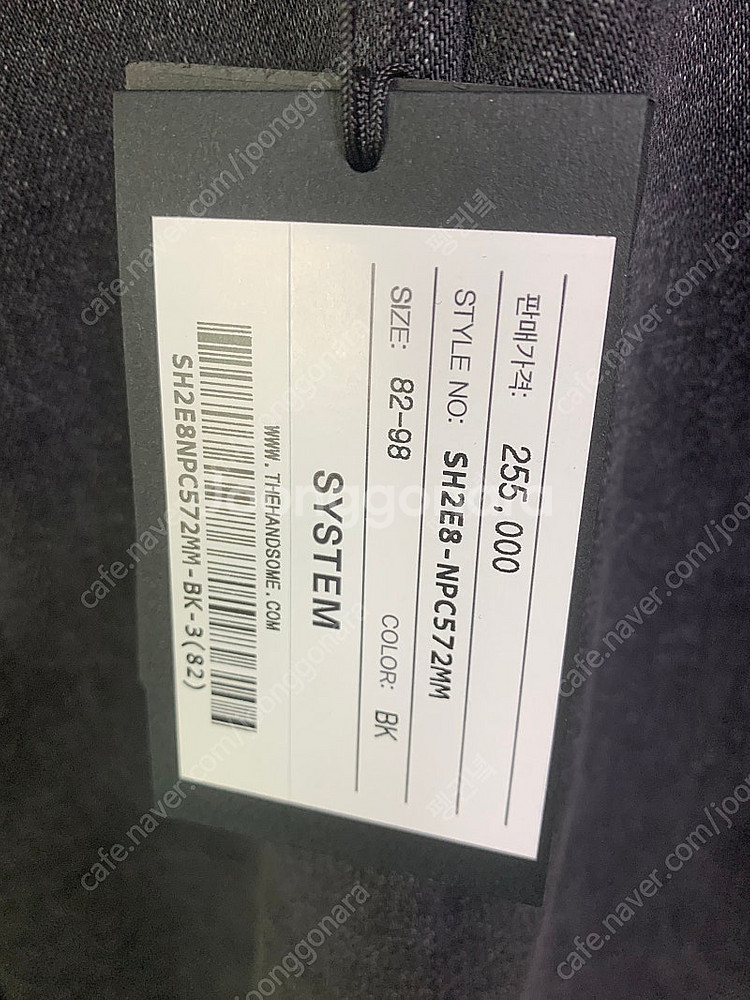 판매가격: 255,000
STYLE NO: SH2E8-NPC572MM
SIZE: 82-98 COLOR: BK
SYSTEM
WWW.THEHANDSOME.COM
SH2E8NPC572MM-BK-3(82)
joonggonara
cafe.naver.com/joonggonara